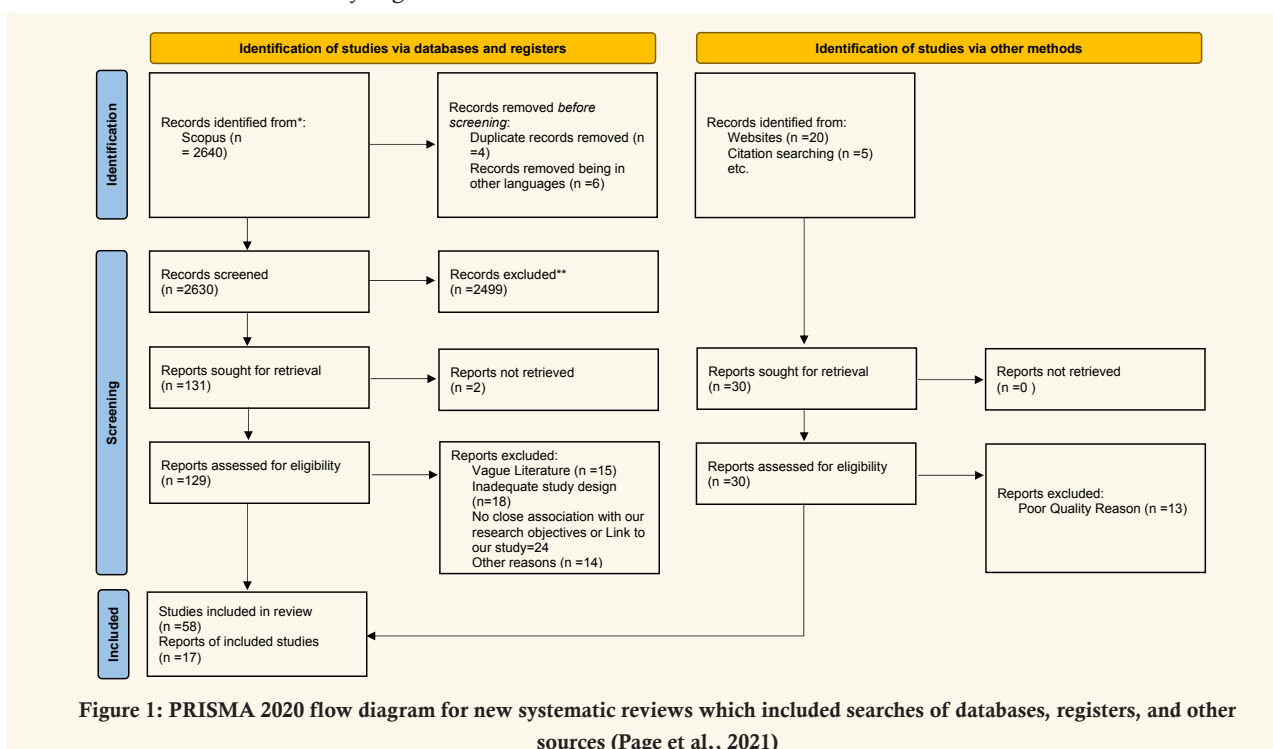 Identification of studies via databases and registers
Identification of studies via other methods
Identification
Records identified from*:
Scopus (n
= 2640)
Records removed before
screening:
Duplicate records removed (n
=4)
Records removed being in
other languages (n =6)
Records identified from:
Websites (n =20)
Citation searching (n =5)
etc.
Screening
Records screened
(n =2630)
Records excluded**
(n =2499)
Reports sought for retrieval
(n =131)
Reports not retrieved
(n =2)
Reports sought for retrieval
(n =30)
Reports not retrieved
(n =0 )
Reports assessed for eligibility
(n =129)
Reports excluded:
Vague Literature (n =15)
Inadequate study design
(n=18)
No close association with our
research objectives or Link to
our study=24
Other reasons (n =14)
Reports assessed for eligibility
(n =30)
Reports excluded:
Poor Quality Reason (n =13)
Included
Studies included in review
(n =58)
Reports of included studies
(n =17)
Figure 1: PRISMA 2020 flow diagram for new systematic reviews which included searches of databases, registers, and other
sources (Page et al., 2021)